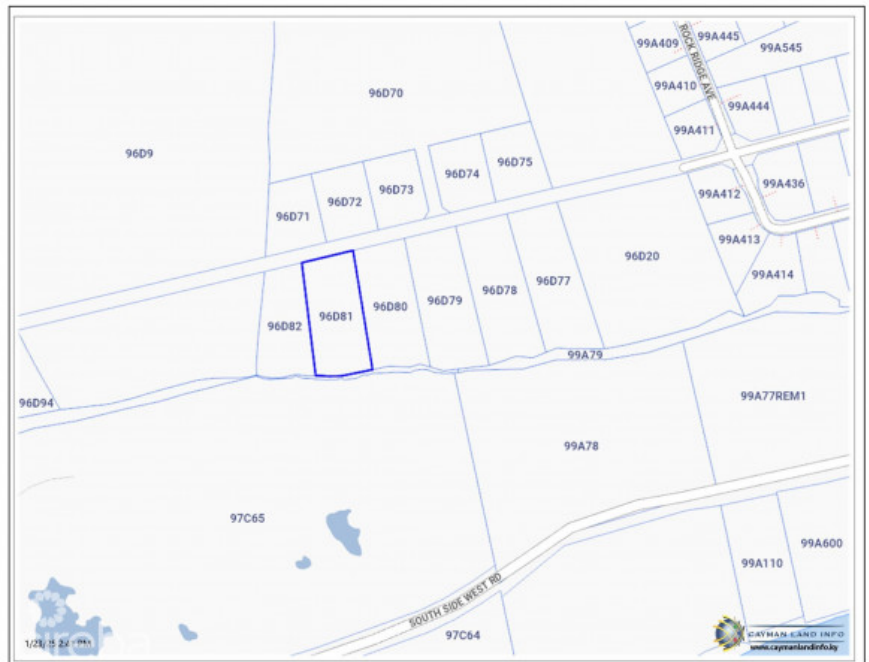 99A409
99A445
99A545
ROCK RIDGE AVE
96D70
99A410
99A444
99A411
96D9
96D75
96D74
96D73
96D72
96D71
99A412
99A436
99A413
96D20
99A414
96D77
96D78
96D79
96D80
96D81
96D82
99A79
96D94
99A77REM1
99A78
97C65
99A600
99A110
SOUTH SIDE WEST RD
97C64
CAYMAN LAND INFO
www.caymanlandinfo.ky